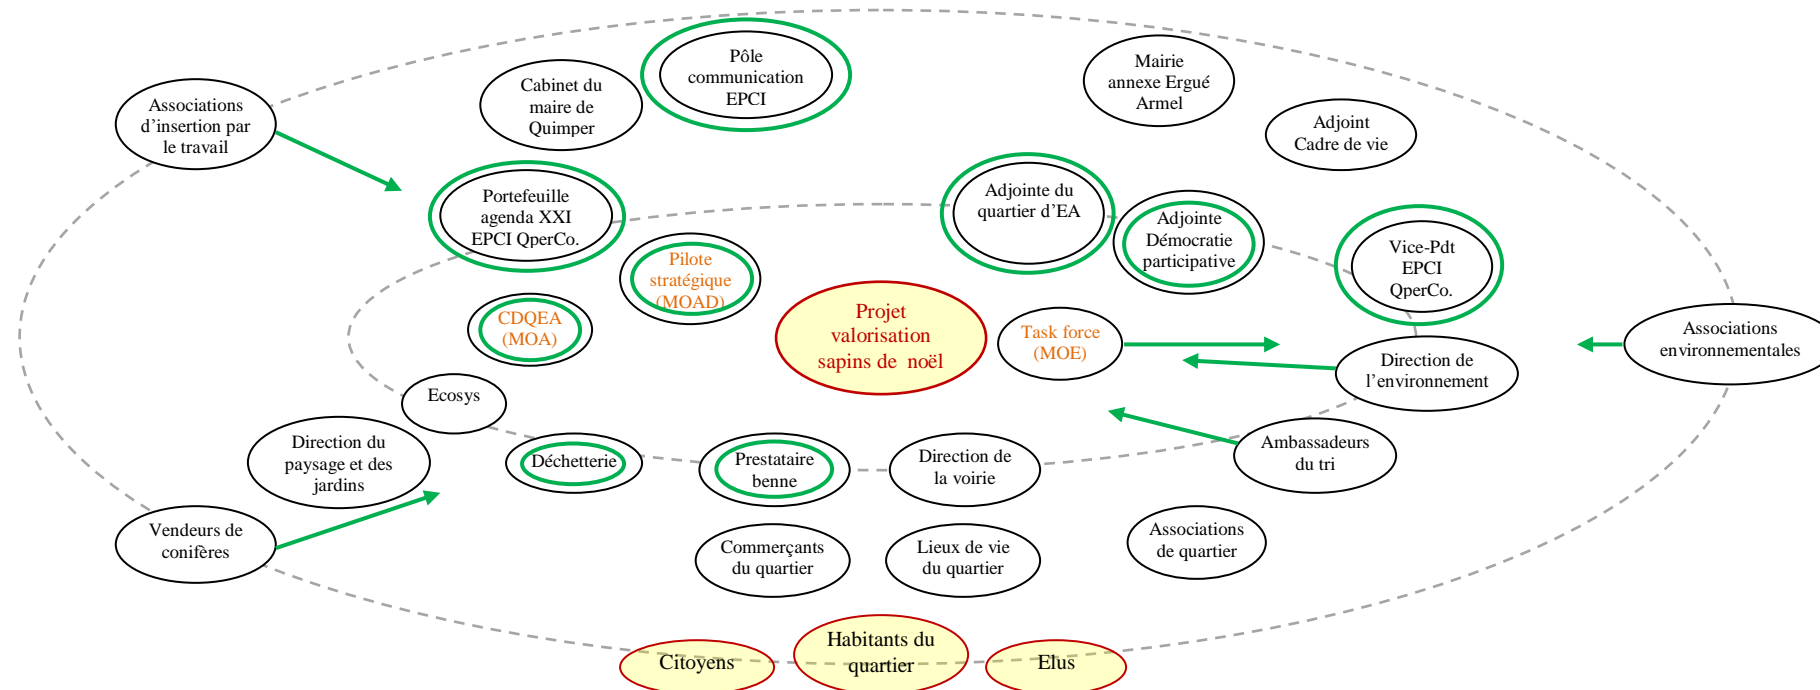 Pôle
communication
EPCI
Mairie
annexe Ergué
Armel
Cabinet du
maire de
Quimper
Associations
d’insertion par
le travail
Adjoint
Cadre de vie
Portefeuille
agenda XXI
EPCI QperCo.
Adjointe du
quartier d’EA
Adjointe
Démocratie
participative
Vice-Pdt
EPCI
QperCo.
Pilote
stratégique
(MOAD)
CDQEA
(MOA)
Projet
valorisation
sapins de noël
Task force
(MOE)
Associations
environnementales
Direction de
l’environnement
Ecosys
Direction du
paysage et des
jardins
Déchetterie
Prestataire
benne
Direction de
la voirie
Ambassadeurs
du tri
Vendeurs de
conifères
Commerçants
du quartier
Lieux de vie
du quartier
Associations
de quartier
Citoyens
Habitants du
quartier
Elus